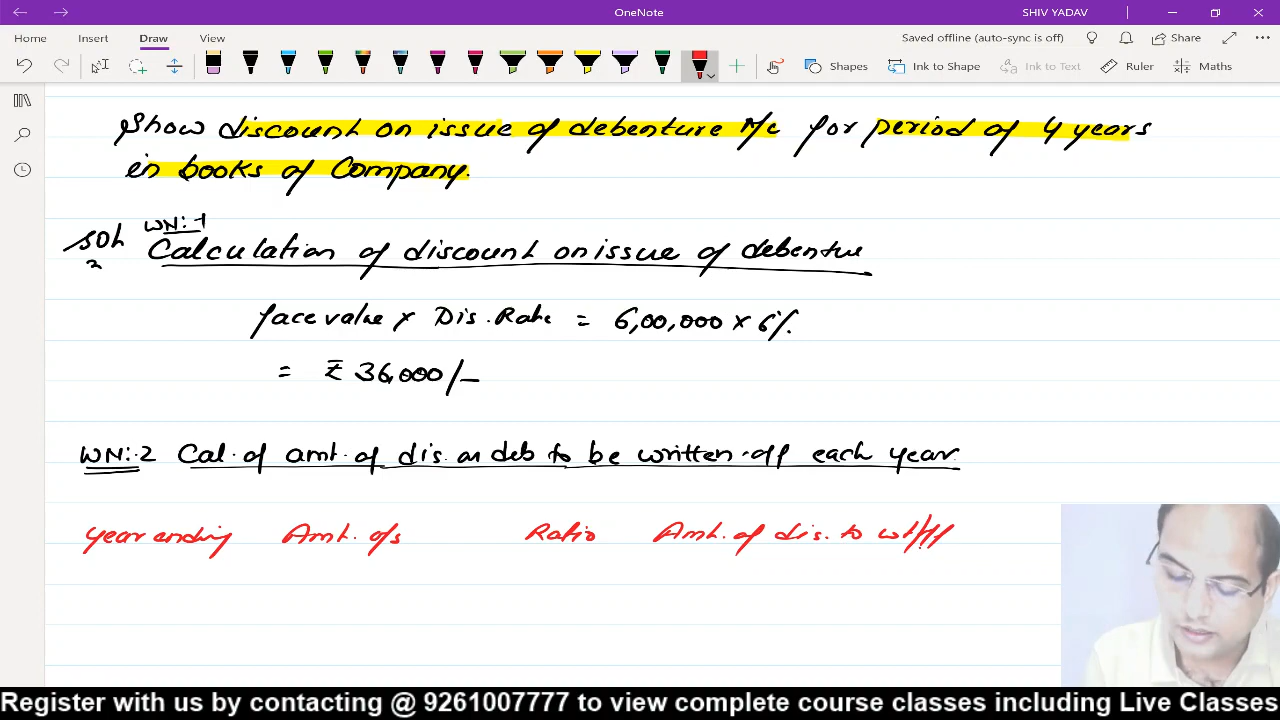 OneNote
SHIV YADAV
Home Insert Draw View
Saved offline (auto-sync is off) Share
Shapes Ink to Shape Ink to Text Ruler Maths
Show discount on issue of debenture A/c for period of 4 years
in books of Company.
WN:-1
Soln
2
Calculation of discount on issue of debenture
face value x Dis. Rate = 6,00,000 x 6%
= ₹ 36,000/-
WN:-2 Cal. of amt. of dis. on deb to be written-off each year.
year ending Amt. o/s Ratio Amt. of dis. to wt/off
Register with us by contacting @ 9261007777 to view complete course classes including Live Classes